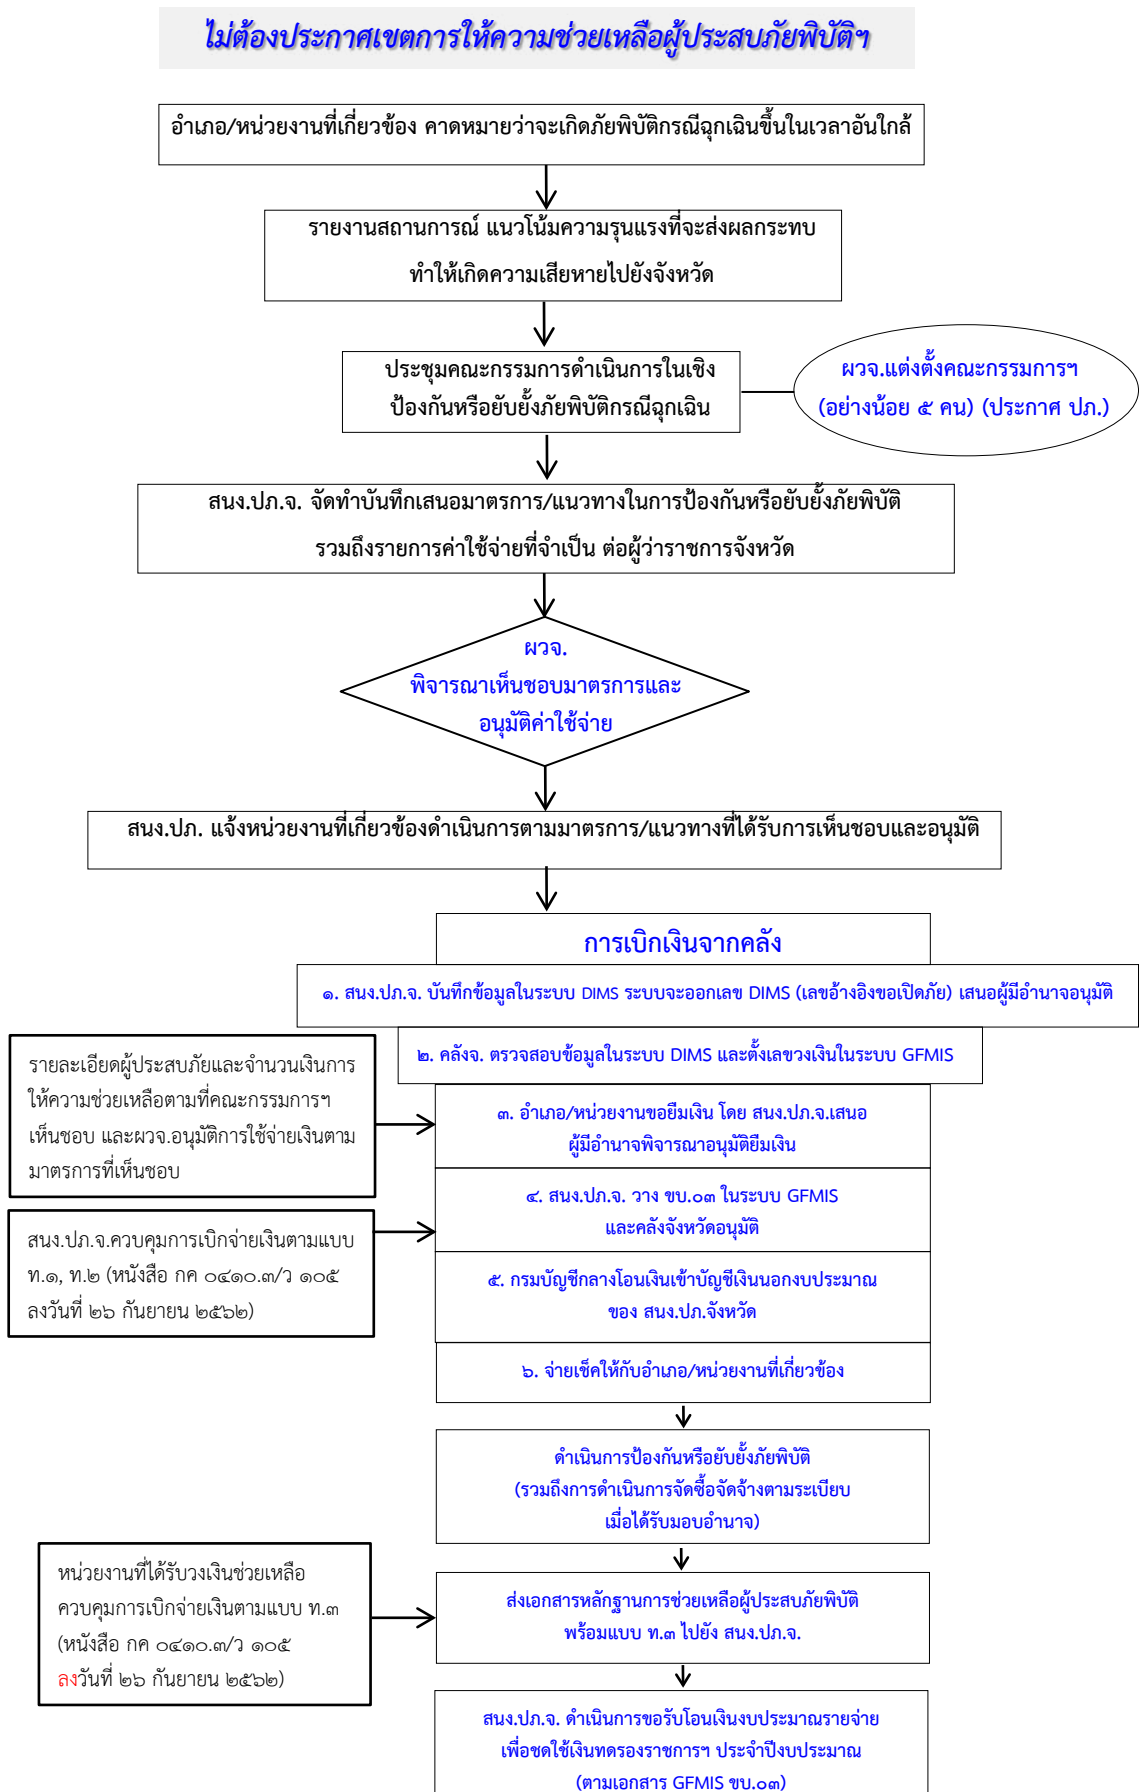 ไม่ต้องประกาศเขตการให้ความช่วยเหลือผู้ประสบภัยพิบัติฯ
อำเภอ/หน่วยงานที่เกี่ยวข้อง คาดหมายว่าจะเกิดภัยพิบัติกรณีฉุกเฉินขึ้นในเวลาอันใกล้
รายงานสถานการณ์ แนวโน้มความรุนแรงที่จะส่งผลกระทบ
ทำให้เกิดความเสียหายไปยังจังหวัด
ประชุมคณะกรรมการดำเนินการในเชิง
ป้องกันหรือยับยั้งภัยพิบัติกรณีฉุกเฉิน
ผวจ.แต่งตั้งคณะกรรมการฯ
(อย่างน้อย ๕ คน) (ประกาศ ปภ.)
สนง.ปภ.จ. จัดทำบันทึกเสนอมาตรการ/แนวทางในการป้องกันหรือยับยั้งภัยพิบัติ
รวมถึงรายการค่าใช้จ่ายที่จำเป็น ต่อผู้ว่าราชการจังหวัด
ผวจ.
พิจารณาเห็นชอบมาตรการและ
อนุมัติค่าใช้จ่าย
สนง.ปภ. แจ้งหน่วยงานที่เกี่ยวข้องดำเนินการตามมาตรการ/แนวทางที่ได้รับการเห็นชอบและอนุมัติ
การเบิกเงินจากคลัง
๑. สนง.ปภ.จ. บันทึกข้อมูลในระบบ DIMS ระบบจะออกเลข DIMS (เลขอ้างอิงขอเปิดภัย) เสนอผู้มีอำนาจอนุมัติ
๒. คลังจ. ตรวจสอบข้อมูลในระบบ DIMS และตั้งเลขวงเงินในระบบ GFMIS
รายละเอียดผู้ประสบภัยและจำนวนเงินการ
ให้ความช่วยเหลือตามที่คณะกรรมการฯ
เห็นชอบ และผวจ.อนุมัติการใช้จ่ายเงินตาม
มาตรการที่เห็นชอบ
๓. อำเภอ/หน่วยงานขอยืมเงิน โดย สนง.ปภ.จ.เสนอ
ผู้มีอำนาจพิจารณาอนุมัติยืมเงิน
๔. สนง.ปภ.จ. วาง ขบ.๐๓ ในระบบ GFMIS
และคลังจังหวัดอนุมัติ
สนง.ปภ.จ.ควบคุมการเบิกจ่ายเงินตามแบบ
ท.๑, ท.๒ (หนังสือ กค ๐๔๑๐.๓/ว ๑๐๕
ลงวันที่ ๒๖ กันยายน ๒๕๖๒)
๕. กรมบัญชีกลางโอนเงินเข้าบัญชีเงินนอกงบประมาณ
ของ สนง.ปภ.จังหวัด
๖. จ่ายเช็คให้กับอำเภอ/หน่วยงานที่เกี่ยวข้อง
ดำเนินการป้องกันหรือยับยั้งภัยพิบัติ
(รวมถึงการดำเนินการจัดซื้อจัดจ้างตามระเบียบ
เมื่อได้รับมอบอำนาจ)
หน่วยงานที่ได้รับวงเงินช่วยเหลือ
ควบคุมการเบิกจ่ายเงินตามแบบ ท.๓
(หนังสือ กค ๐๔๑๐.๓/ว ๑๐๕
ลงวันที่ ๒๖ กันยายน ๒๕๖๒)
ส่งเอกสารหลักฐานการช่วยเหลือผู้ประสบภัยพิบัติ
พร้อมแบบ ท.๓ ไปยัง สนง.ปภ.จ.
สนง.ปภ.จ. ดำเนินการขอรับโอนเงินงบประมาณรายจ่าย
เพื่อชดใช้เงินทดรองราชการฯ ประจำปีงบประมาณ
(ตามเอกสาร GFMIS ขบ.๐๓)